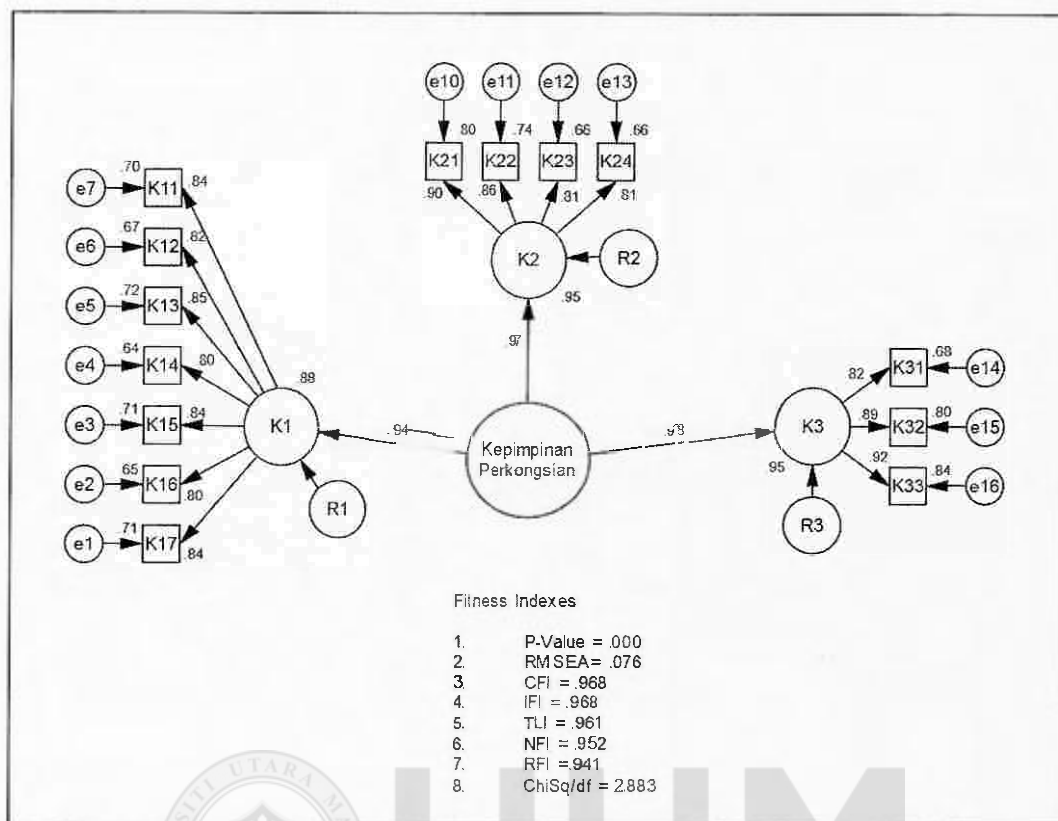 e10 e11 e12 e13
.80 .74 .66 .66
K21 K22 K23 K24
.90 .86 .81 .81
K2 R2
.95
.97
e7 .70 K11 .84
e6 .67 K12 .82
e5 .72 K13 .85
e4 .64 K14 .80
e3 .71 K15 .84
e2 .65 K16 .80
e1 .71 K17 .84
K1
R1
.94
Kepimpinan
Perkongsian
K3
95
R3
82 K31 .68 e14
.89 K32 .80 e15
.92 K33 .84 e16
Fitness Indexes
1. P-Value = .000
2. RMSEA= .076
3. CFI = .968
4. IFI = .968
5. TLI = .961
6. NFI = .952
7. RFI =.941
8. ChiSq/df = 2.883
UTARA